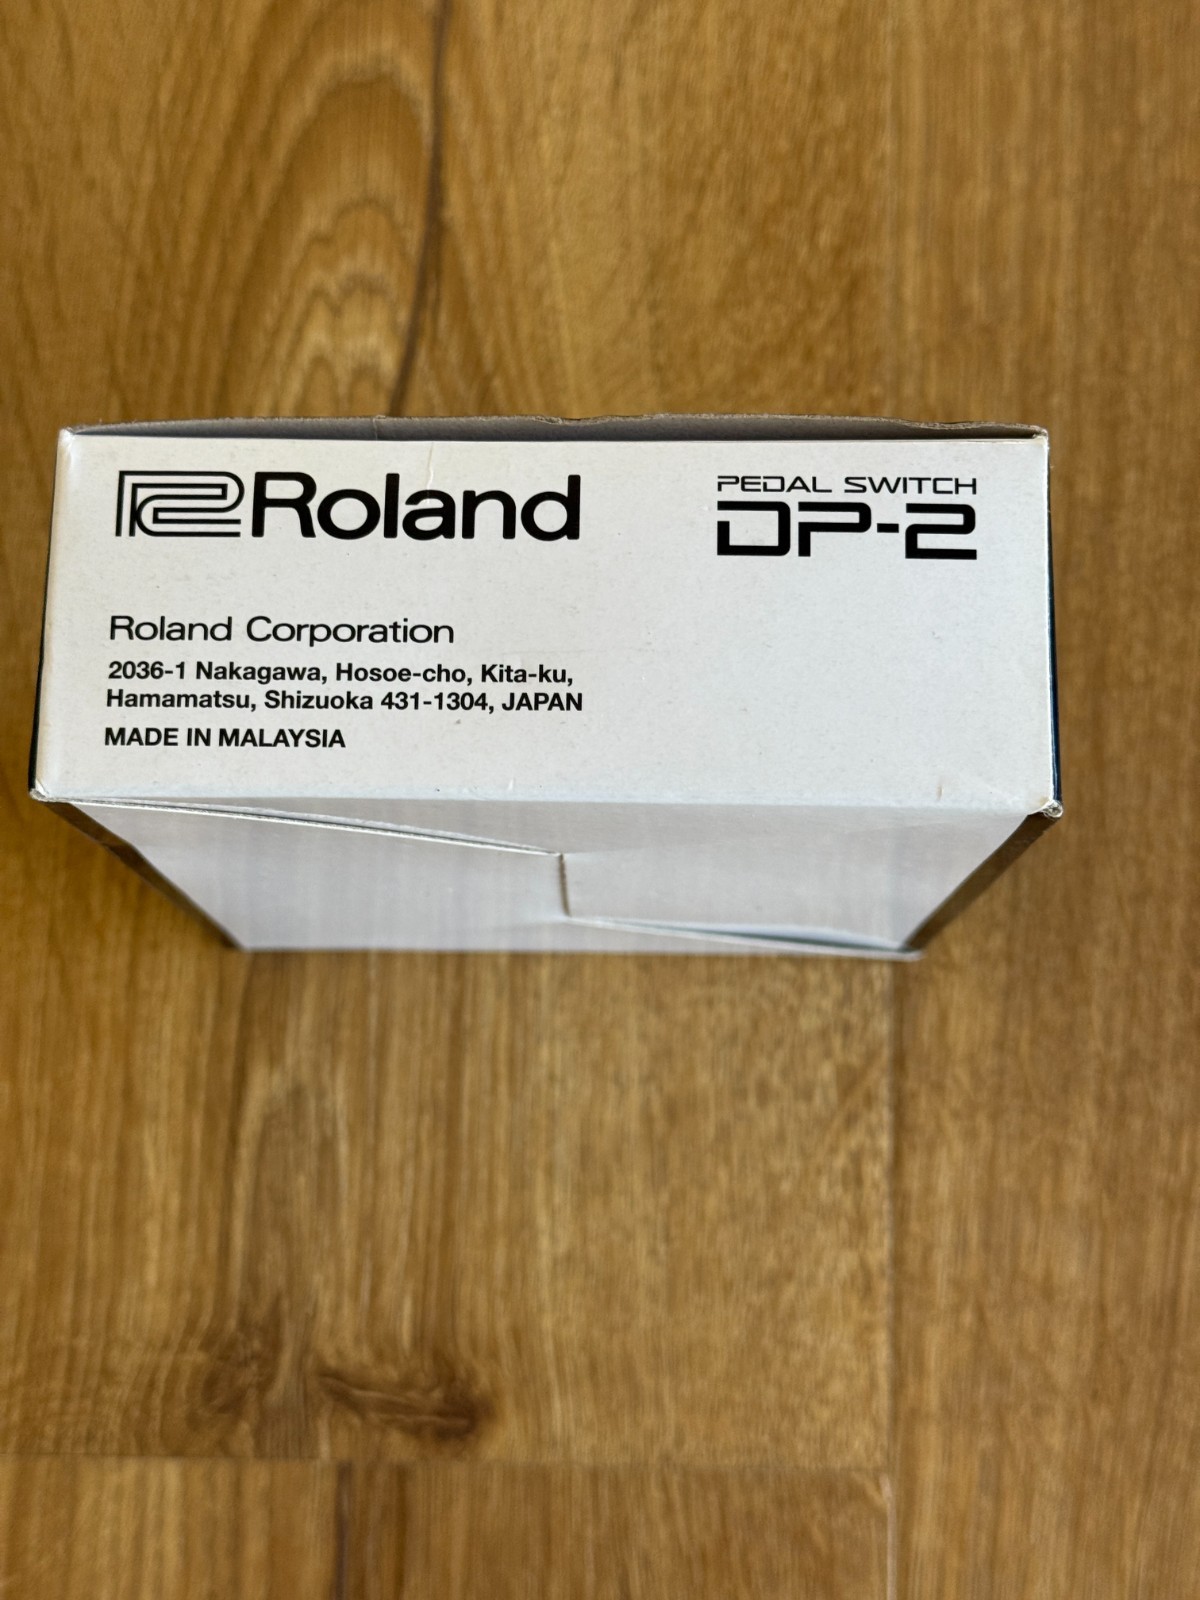 Roland
PEDAL SWITCH
DP-2
Roland Corporation
2036-1 Nakagawa, Hosoe-cho, Kita-ku,
Hamamatsu, Shizuoka 431-1304, JAPAN
MADE IN MALAYSIA